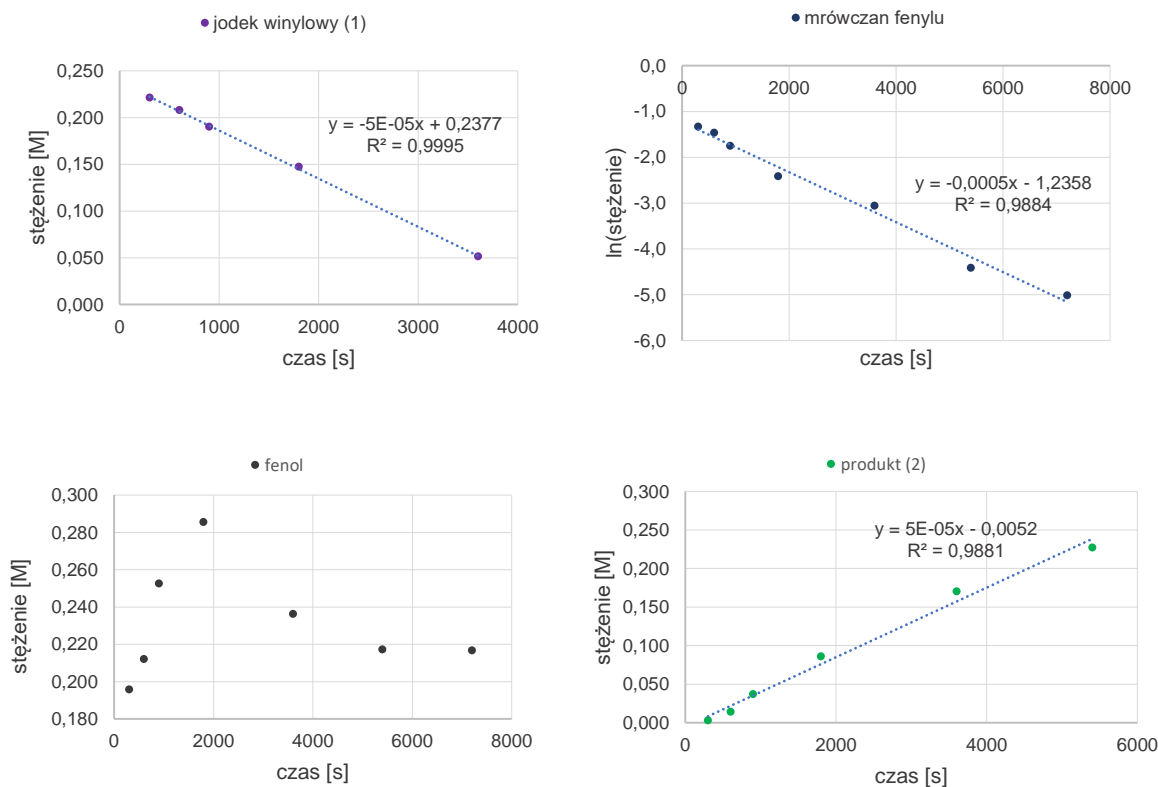 jodek winylowy (1)
stężenie [M]
0,250
0,200
0,150
0,100
0,050
0,000
y = -5E-05x + 0,2377
R² = 0,9995
0 1000 2000 3000 4000
czas [s]
mrówczan fenylu
ln(stężenie)
0,0
-1,0
-2,0
-3,0
-4,0
-5,0
-6,0
0 2000 4000 6000 8000
y = -0,0005x - 1,2358
R² = 0,9884
czas [s]
fenol
stężenie [M]
0,300
0,280
0,260
0,240
0,220
0,200
0,180
0 2000 4000 6000 8000
czas [s]
produkt (2)
stężenie [M]
0,300
0,250
0,200
0,150
0,100
0,050
0,000
y = 5E-05x - 0,0052
R² = 0,9881
0 2000 4000 6000
czas [s]